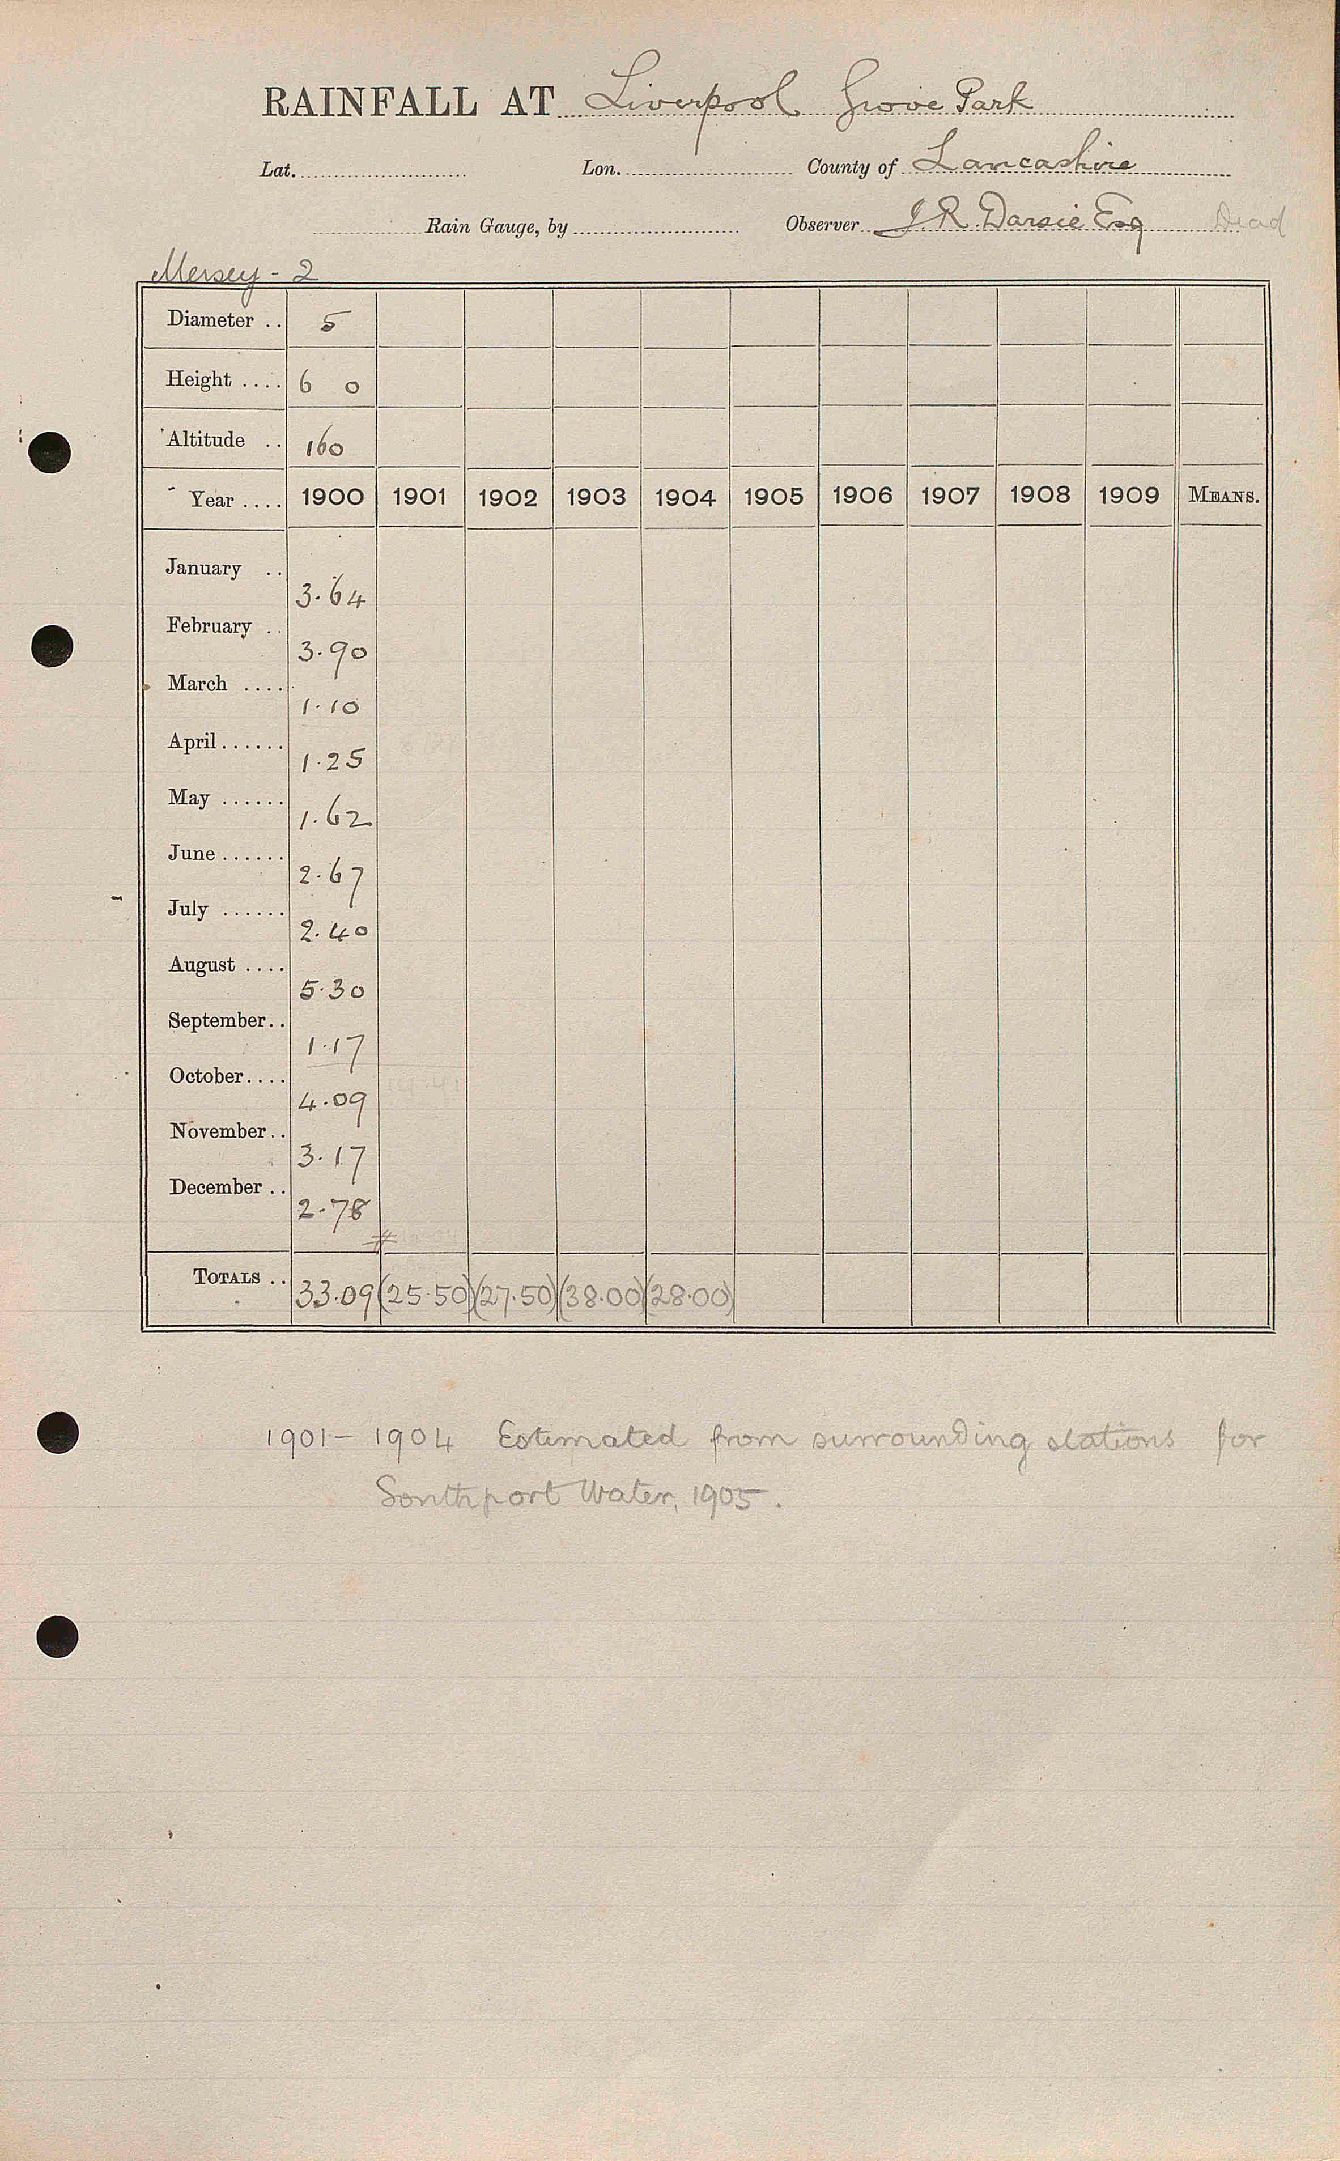 RAINFALL AT Liverpool Grove Park
Lat. Lon. County of Lancashire
Rain Gauge, by Observer J. R. Darsie Esq Dead
Mersey - 2
Diameter .. 5
Height .... 6 0
Altitude .. 160
Year .... 1900 1901 1902 1903 1904 1905 1906 1907 1908 1909 MEANS.
January .. 3.64
February .. 3.90
March .... 1.10
April...... 1.25
May ...... 1.62
June...... 2.67
July ...... 2.40
August .... 5.30
September.. 1.17
October.... 4.09
November.. 3.17
December .. 2.78
#
TOTALS .. 33.09 (25.50) (27.50) (38.00) (28.00)
1901- 1904 Estimated from surrounding stations for
Southport Water, 1905.